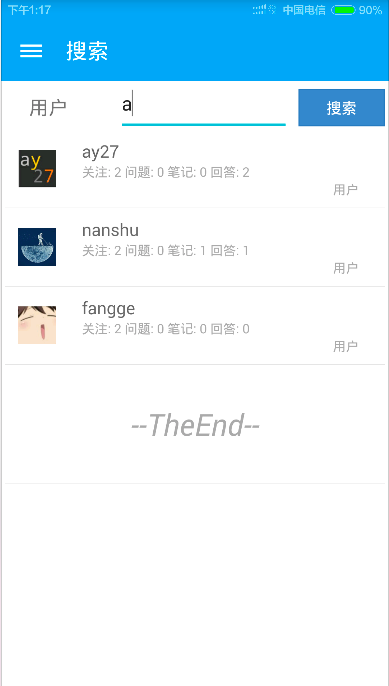 下午1:17 中国电信 90%
搜索
用户 a 搜索
ay27
ay27
关注: 2 问题: 0 笔记: 0 回答: 2
用户
nanshu
关注: 2 问题: 0 笔记: 1 回答: 1
用户
fangge
关注: 2 问题: 0 笔记: 0 回答: 0
用户
--TheEnd--